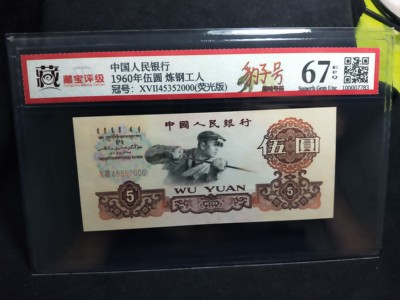 藏宝评级
中国人民银行
1960年伍圆 炼钢工人
冠号：XVII45352000(荧光版)
豹子号
67
EPQ
Superb Gem Unc
100007783
中国人民银行
伍圆
WU YUAN
5
5